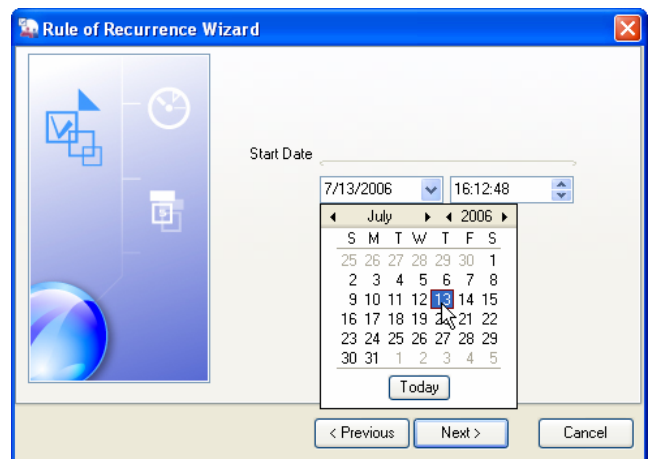 Rule of Recurrence Wizard
Start Date
7/13/2006 16:12:48
July 2006
S M T W T F S
25 26 27 28 29 30 1
2 3 4 5 6 7 8
9 10 11 12 13 14 15
16 17 18 19 20 21 22
23 24 25 26 27 28 29
30 31 1 2 3 4 5
Today
< Previous Next > Cancel